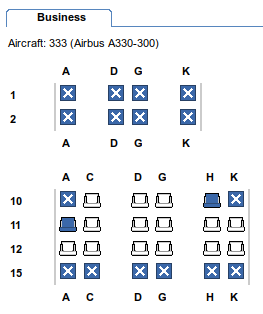 Business
Aircraft: 333 (Airbus A330-300)
A D G K
1
2
A D G K
A C D G H K
10
11
12
15
A C D G H K